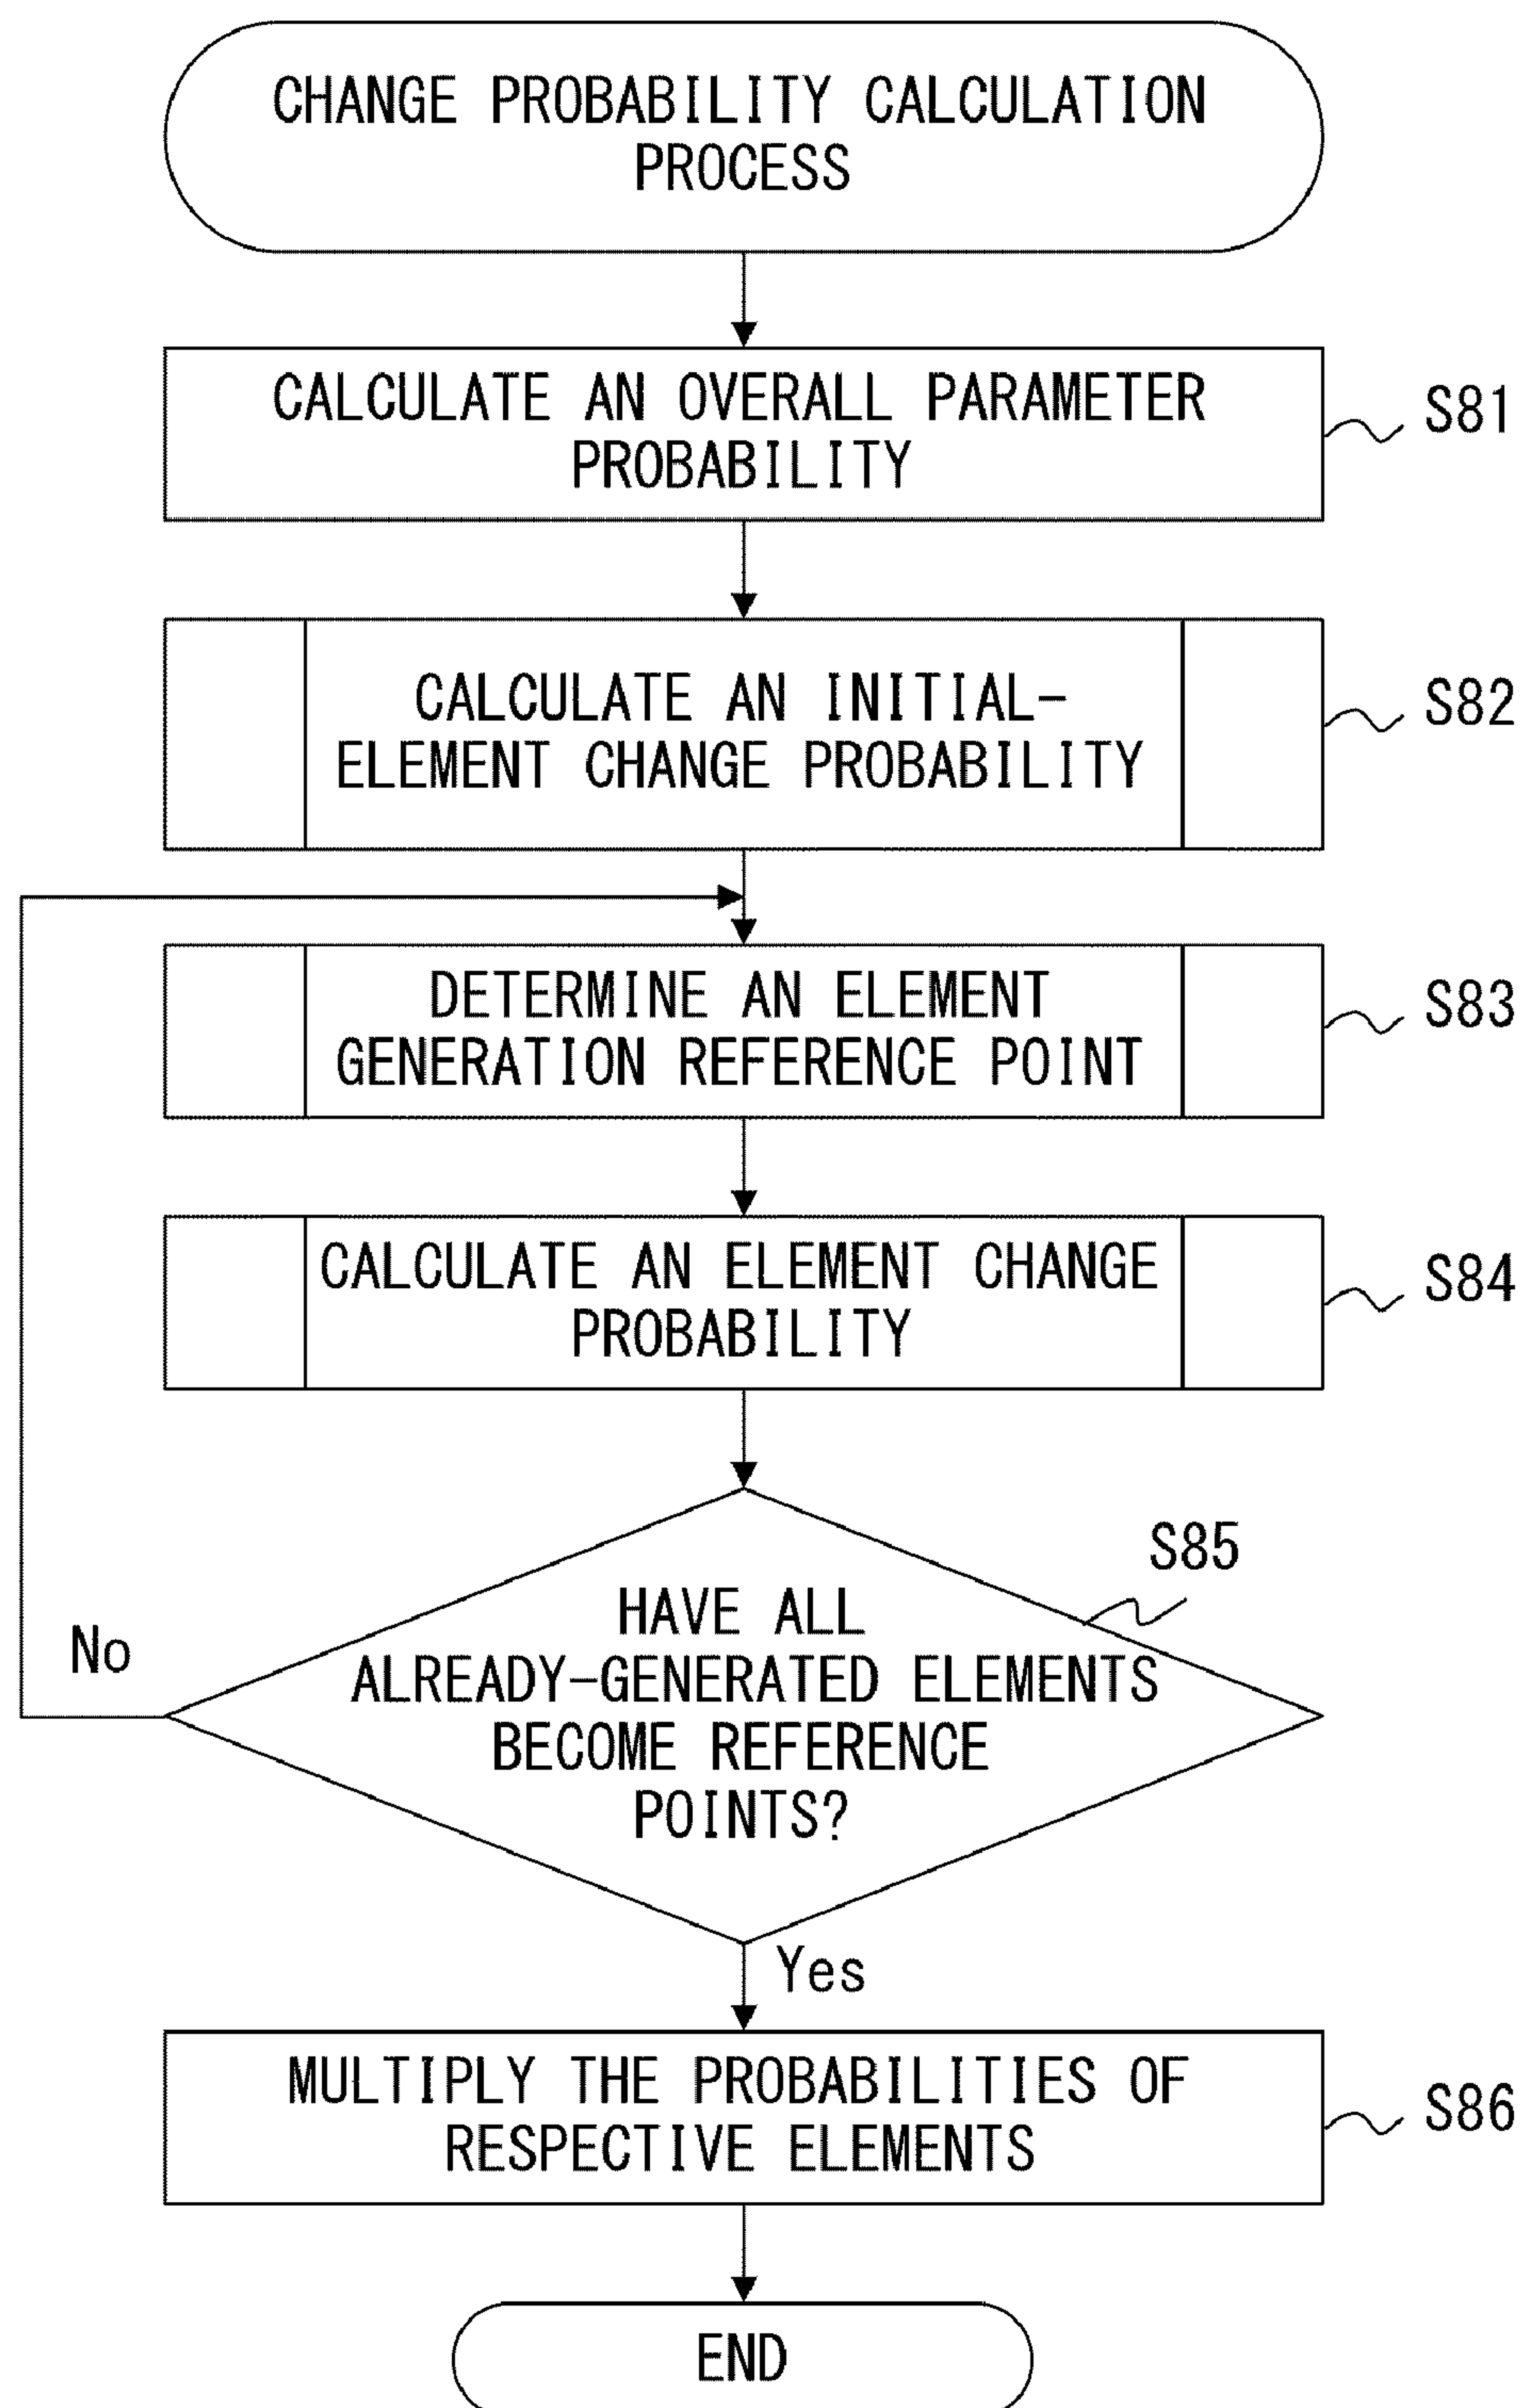 CHANGE PROBABILITY CALCULATION
PROCESS
CALCULATE AN OVERALL PARAMETER
PROBABILITY
S81
CALCULATE AN INITIAL-
ELEMENT CHANGE PROBABILITY
S82
DETERMINE AN ELEMENT
GENERATION REFERENCE POINT
S83
CALCULATE AN ELEMENT CHANGE
PROBABILITY
S84
S85
HAVE ALL
ALREADY-GENERATED ELEMENTS
BECOME REFERENCE
POINTS?
No
Yes
MULTIPLY THE PROBABILITIES OF
RESPECTIVE ELEMENTS
S86
END